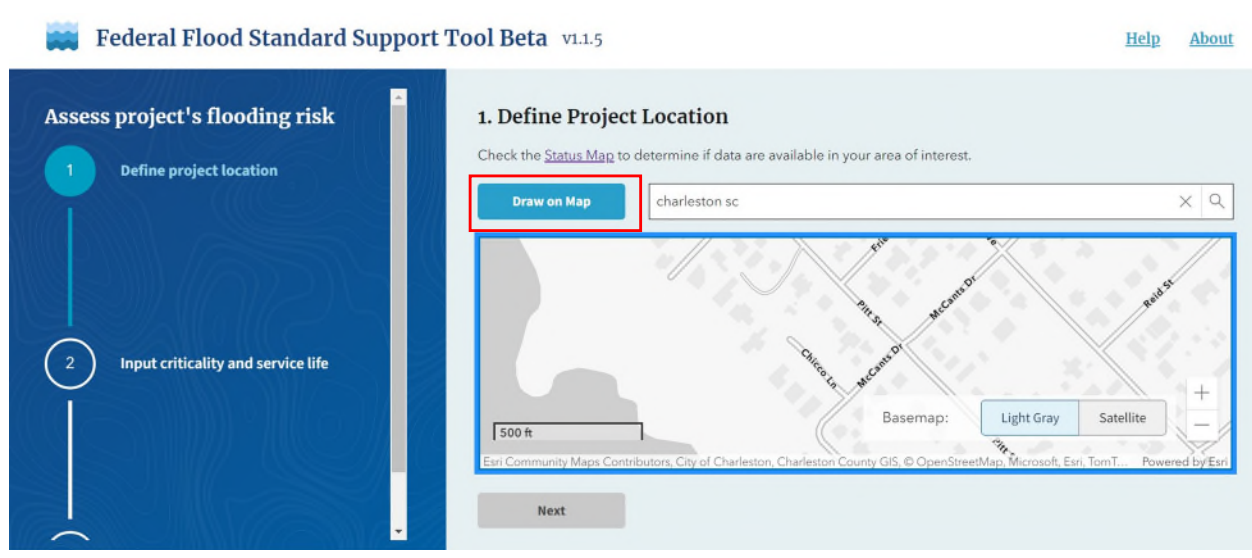 Federal Flood Standard Support Tool Beta v1.1.5
Help About
Assess project's flooding risk
1 Define project location
2 Input criticality and service life
1. Define Project Location
Check the Status Map to determine if data are available in your area of interest.
Draw on Map
charleston sc
Frie
e
Pitt St
McCants Dr
Reid St
Chicco Ln
McCants Dr
Pitt S
Basemap: Light Gray Satellite
+
−
500 ft
Esri Community Maps Contributors, City of Charleston, Charleston County GIS, © OpenStreetMap, Microsoft, Esri, TomT... Powered by Esri
Next